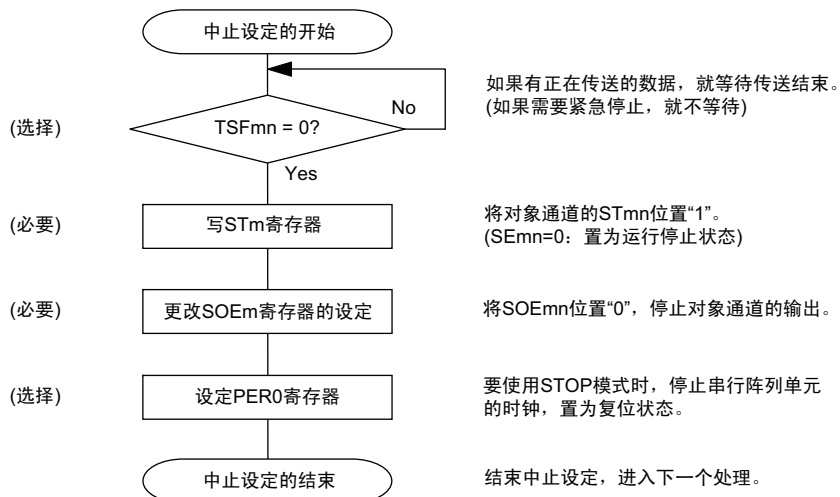 中止设定的开始
如果有正在传送的数据，就等待传送结束。
(如果需要紧急停止，就不等待)
No
(选择)
TSFmn = 0?
Yes
(必要)
写STm寄存器
将对象通道的STmn位置“1”。
(SEmn=0：置为运行停止状态)
(必要)
更改SOEm寄存器的设定
将SOEmn位置“0”，停止对象通道的输出。
(选择)
设定PER0寄存器
要使用STOP模式时，停止串行阵列单元
的时钟，置为复位状态。
中止设定的结束
结束中止设定，进入下一个处理。